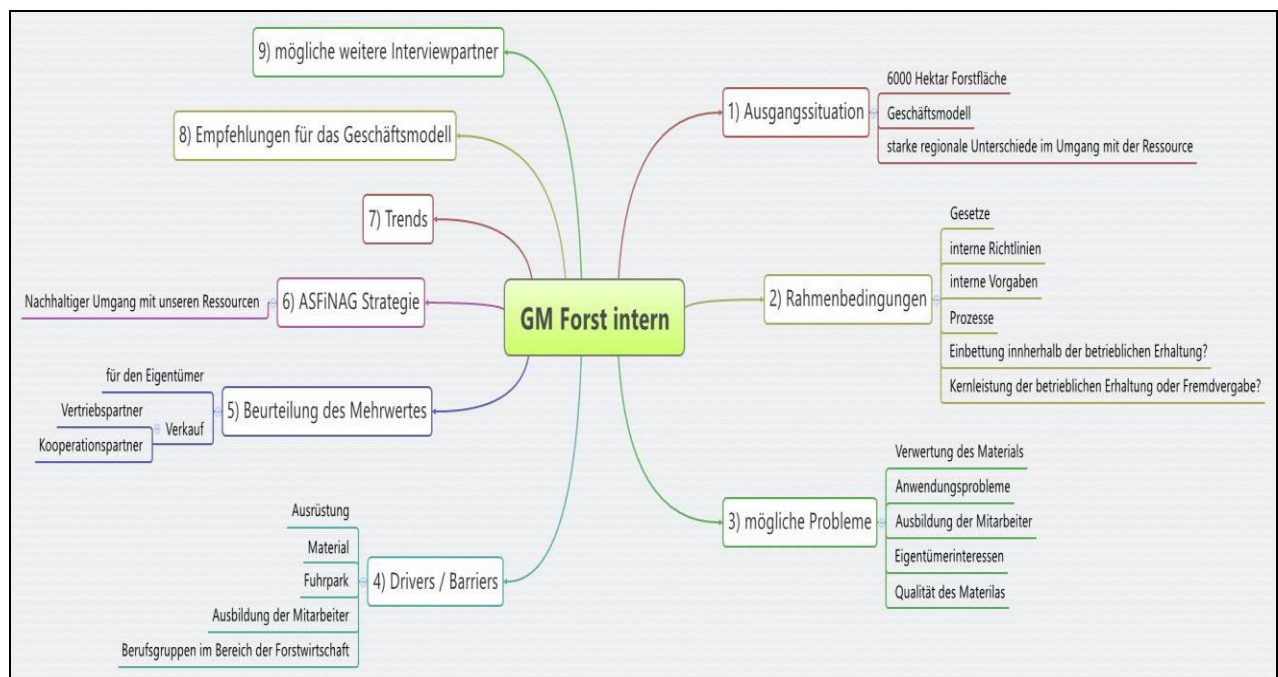 GM Forst intern
1) Ausgangssituation
6000 Hektar Forstfläche
Geschäftsmodell
starke regionale Unterschiede im Umgang mit der Ressource
2) Rahmenbedingungen
Gesetze
interne Richtlinien
interne Vorgaben
Prozesse
Einbettung innherhalb der betrieblichen Erhaltung?
Kernleistung der betrieblichen Erhaltung oder Fremdvergabe?
3) mögliche Probleme
Verwertung des Materials
Anwendungsprobleme
Ausbildung der Mitarbeiter
Eigentümerinteressen
Qualität des Materilas
4) Drivers / Barriers
Ausrüstung
Material
Fuhrpark
Ausbildung der Mitarbeiter
Berufsgruppen im Bereich der Forstwirtschaft
5) Beurteilung des Mehrwertes
für den Eigentümer
Verkauf
Vertriebspartner
Kooperationspartner
6) ASFiNAG Strategie
Nachhaltiger Umgang mit unseren Ressourcen
7) Trends
8) Empfehlungen für das Geschäftsmodell
9) mögliche weitere Interviewpartner